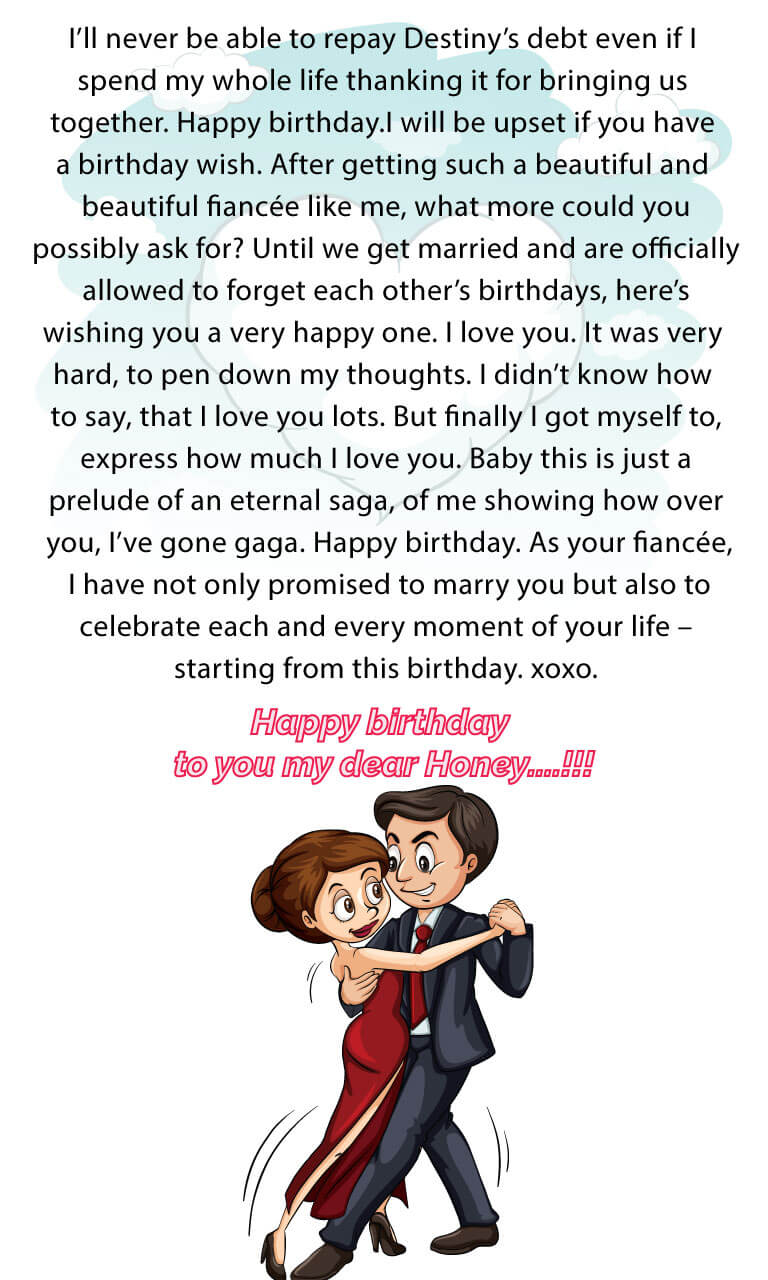 I’ll never be able to repay Destiny’s debt even if I
spend my whole life thanking it for bringing us
together. Happy birthday.I will be upset if you have
a birthday wish. After getting such a beautiful and
beautiful fiancée like me, what more could you
possibly ask for? Until we get married and are officially
allowed to forget each other’s birthdays, here’s
wishing you a very happy one. I love you. It was very
hard, to pen down my thoughts. I didn’t know how
to say, that I love you lots. But finally I got myself to,
express how much I love you. Baby this is just a
prelude of an eternal saga, of me showing how over
you, I’ve gone gaga. Happy birthday. As your fiancée,
I have not only promised to marry you but also to
celebrate each and every moment of your life –
starting from this birthday. xoxo.
Happy birthday
to you my dear Honey....!!!